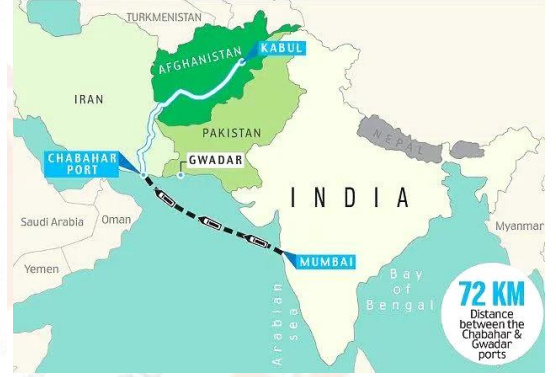 TURKMENISTAN
KABUL
AFGHANISTAN
IRAN
PAKISTAN
NEPAL
CHABAHAR
PORT
GWADAR
INDIA
Saudi Arabia
Oman
Myanmar
Yemen
MUMBAI
Bay
of
Bengal
Arabian
sea
72 KM
Distance
between the
Chabahar &
Gwadar
ports